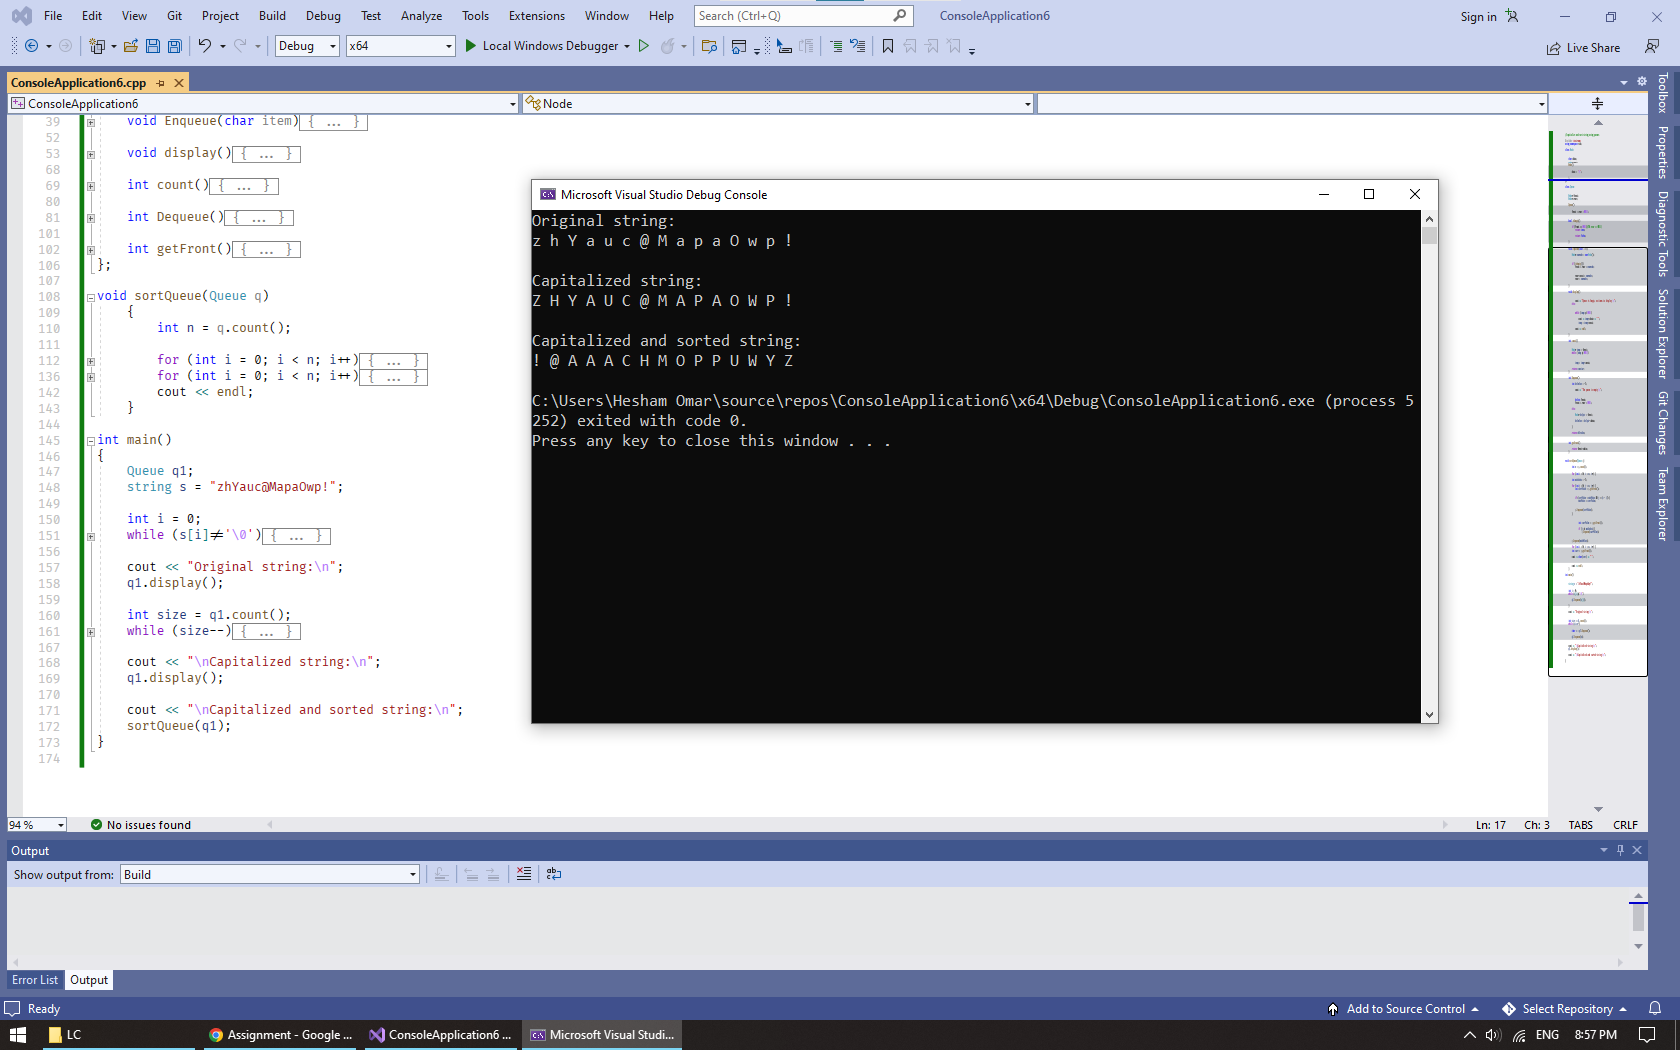 File Edit View Git Project Build Debug Test Analyze Tools Extensions Window Help Search (Ctrl+Q) ConsoleApplication6 Sign in
Debug x64 Local Windows Debugger Live Share
ConsoleApplication6.cpp
ConsoleApplication6 Node
39 void Enqueue(char item){ ... }
52
53 void display(){ ... }
68
69 int count(){ ... }
80
81 int Dequeue(){ ... }
101
102 int getFront(){ ... }
106 };
107
108 void sortQueue(Queue q)
109 {
110 int n = q.count();
111
112 for (int i = 0; i < n; i++){ ... }
136 for (int i = 0; i < n; i++){ ... }
142 cout << endl;
143 }
144
145 int main()
146 {
147 Queue q1;
148 string s = "zhYauc@MapaOwp!";
149
150 int i = 0;
151 while (s[i]≠'\0'){ ... }
156
157 cout << "Original string:\n";
158 q1.display();
159
160 int size = q1.count();
161 while (size--){ ... }
167
168 cout << "\nCapitalized string:\n";
169 q1.display();
170
171 cout << "\nCapitalized and sorted string:\n";
172 sortQueue(q1);
173 }
174
Microsoft Visual Studio Debug Console
Original string:
z h Y a u c @ M a p a O w p !
Capitalized string:
Z H Y A U C @ M A P A O W P !
Capitalized and sorted string:
! @ A A A C H M O P P U W Y Z
C:\Users\Hesham Omar\source\repos\ConsoleApplication6\x64\Debug\ConsoleApplication6.exe (process 5
252) exited with code 0.
Press any key to close this window . . .
Toolbox
Properties
Diagnostic Tools
Solution Explorer
Git Changes
Team Explorer
94 % No issues found Ln: 17 Ch: 3 TABS CRLF
Output
Show output from: Build
Error List Output
Ready Add to Source Control Select Repository
LC Assignment - Google ... ConsoleApplication6 ... Microsoft Visual Studi... ENG 8:57 PM